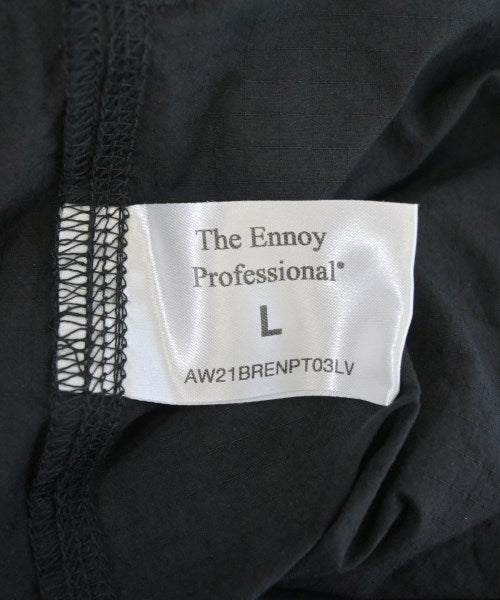 The Ennoy
Professional®
L
AW21BRENPT03LV